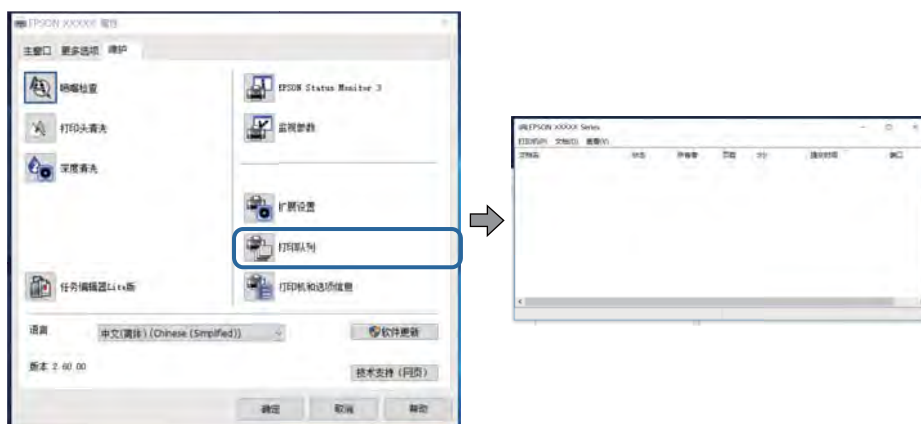 EPSON XXXXX 属性
主窗口 更多选项 维护
喷嘴检查
EPSON Status Monitor 3
打印头清洗
监视参数
深度清洗
扩展设置
打印队列
任务编辑器Lite版
打印机和选项信息
语言 中文(简体) (Chinese (Simplified)) 软件更新
版本 2.60.00
技术支持 (网页)
确定 取消 帮助
EPSON XXXXX Series
打印机(P) 文档(D) 查看(V)
文档名 状态 所有者 页数 大小 提交时间 端口